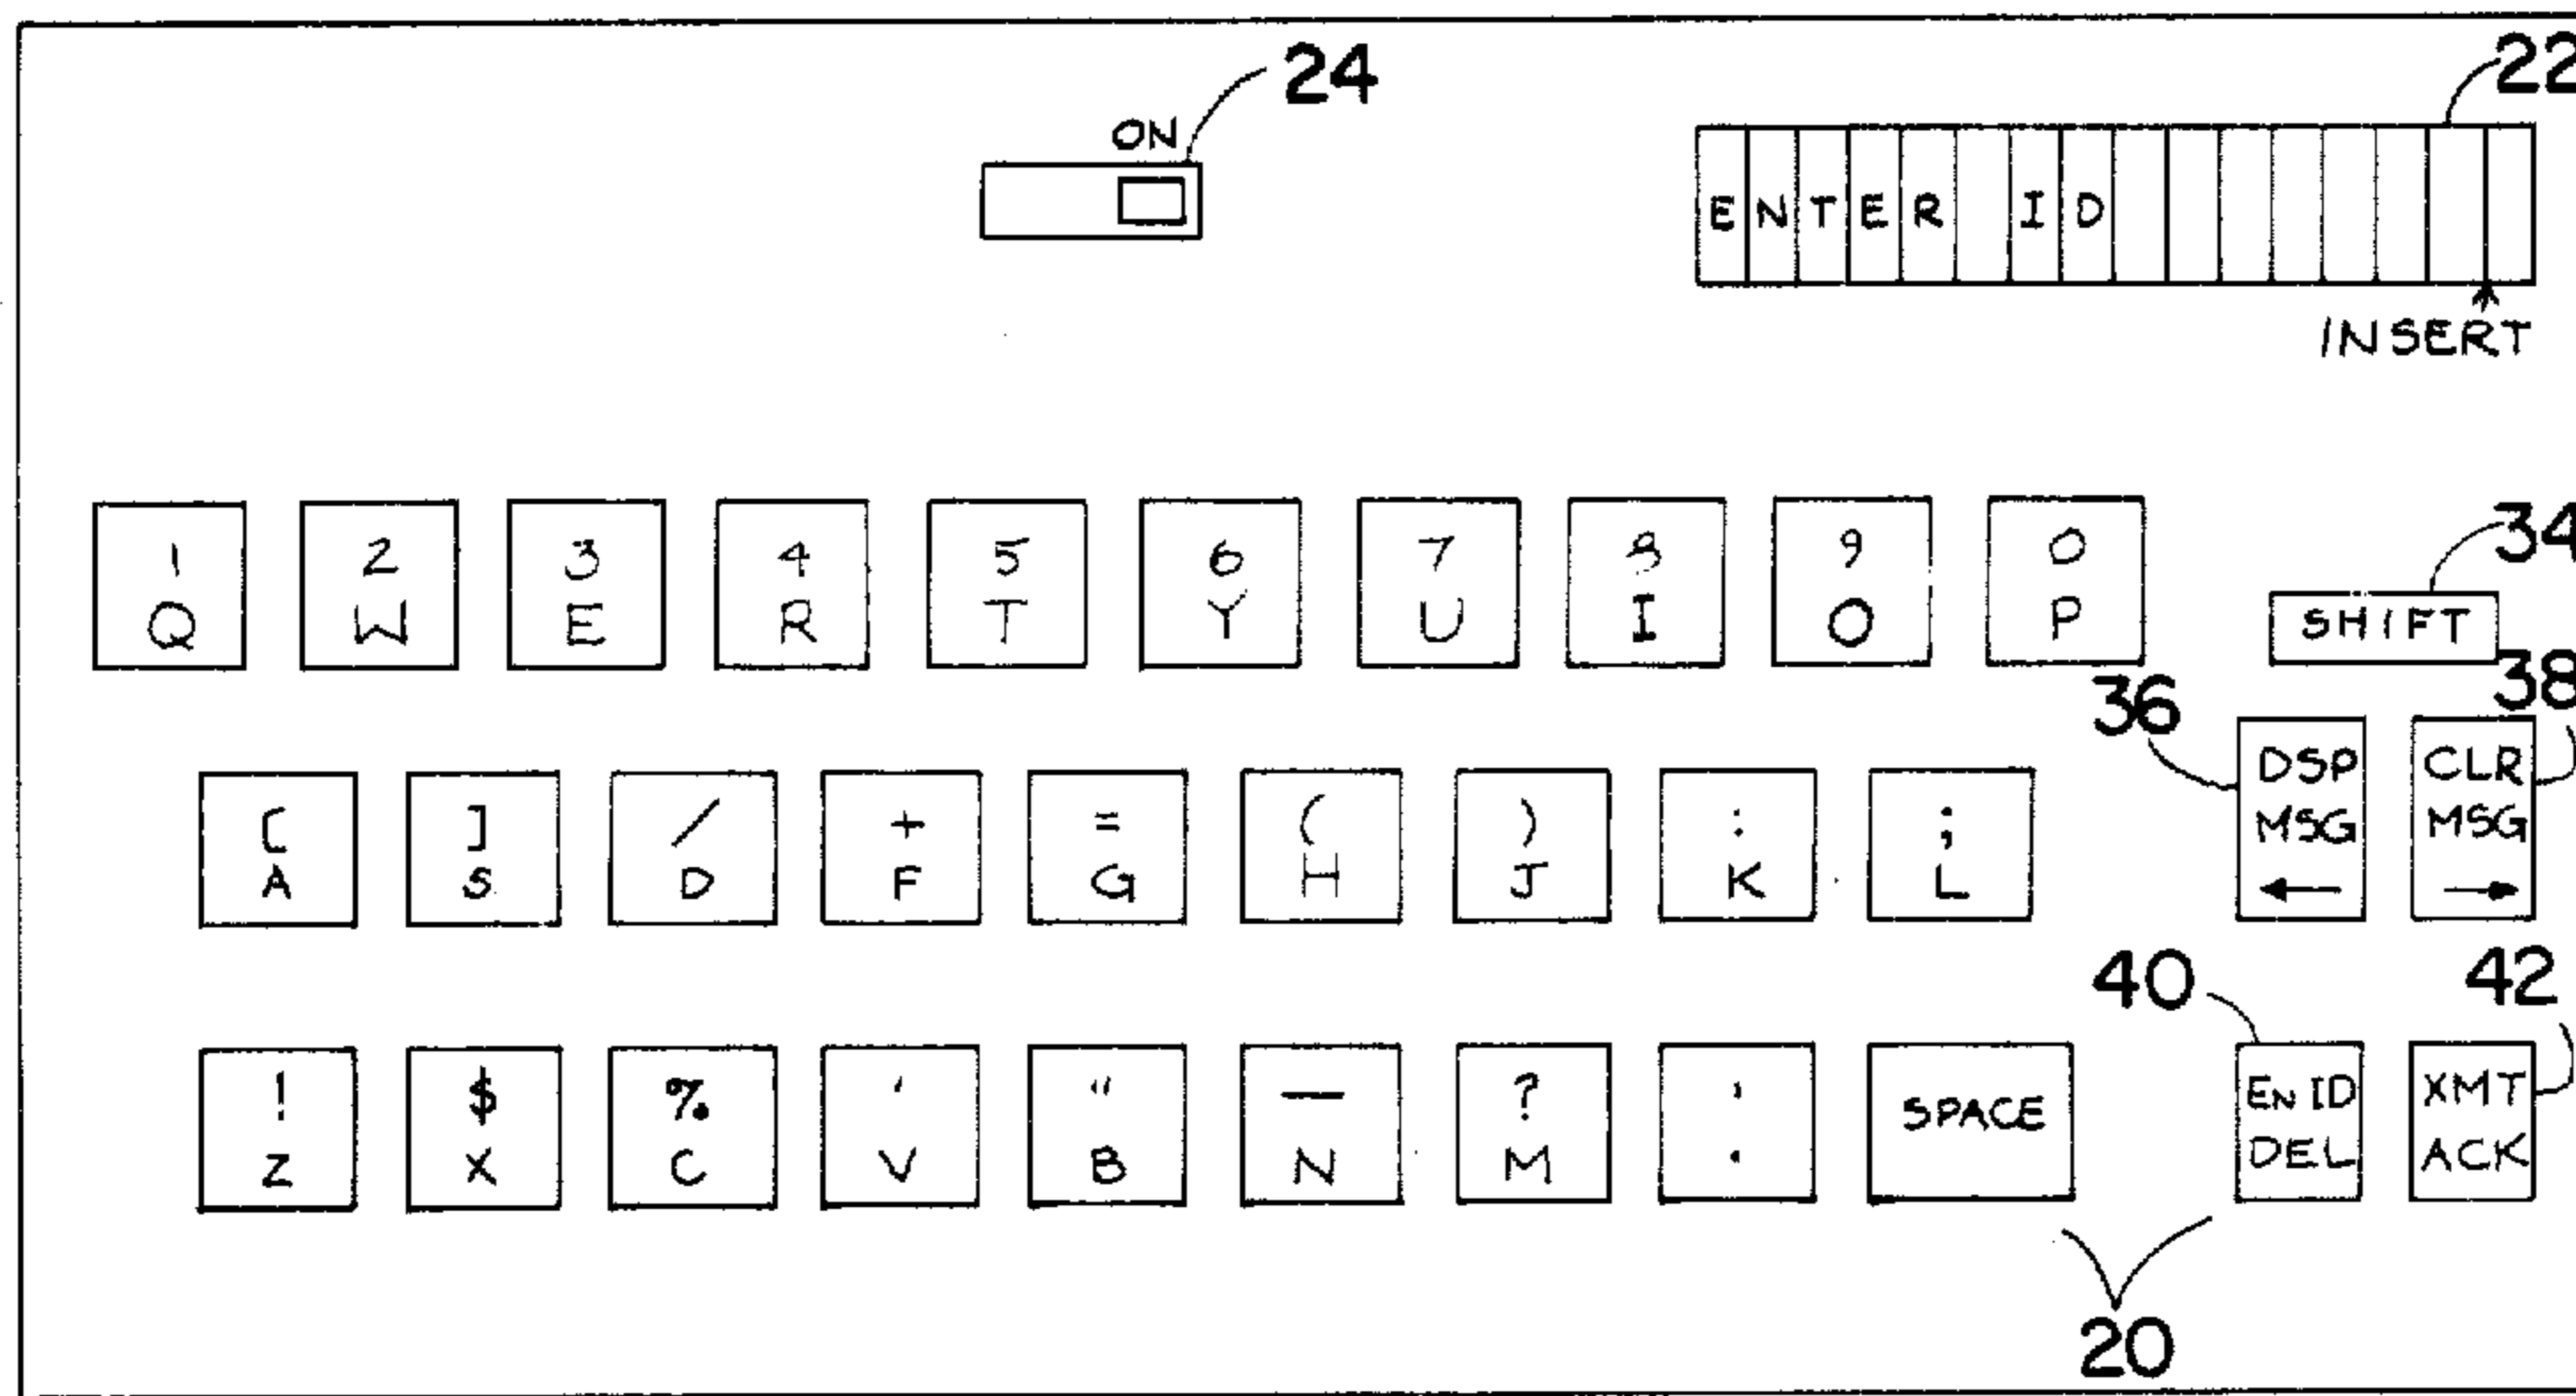 24
22
ON
ENTER ID
INSERT
1 2 3 4 5 6 7 8 9 0
Q W E R T Y U I O P
34
SHIFT
36
38
DSP MSG ←
CLR MSG →
[ ] / + = ( ) : ;
A S D F G H J K L
40
42
! $ % ' " — ? '
Z X C V B N M .
SPACE
EN ID DEL
XMT ACK
20